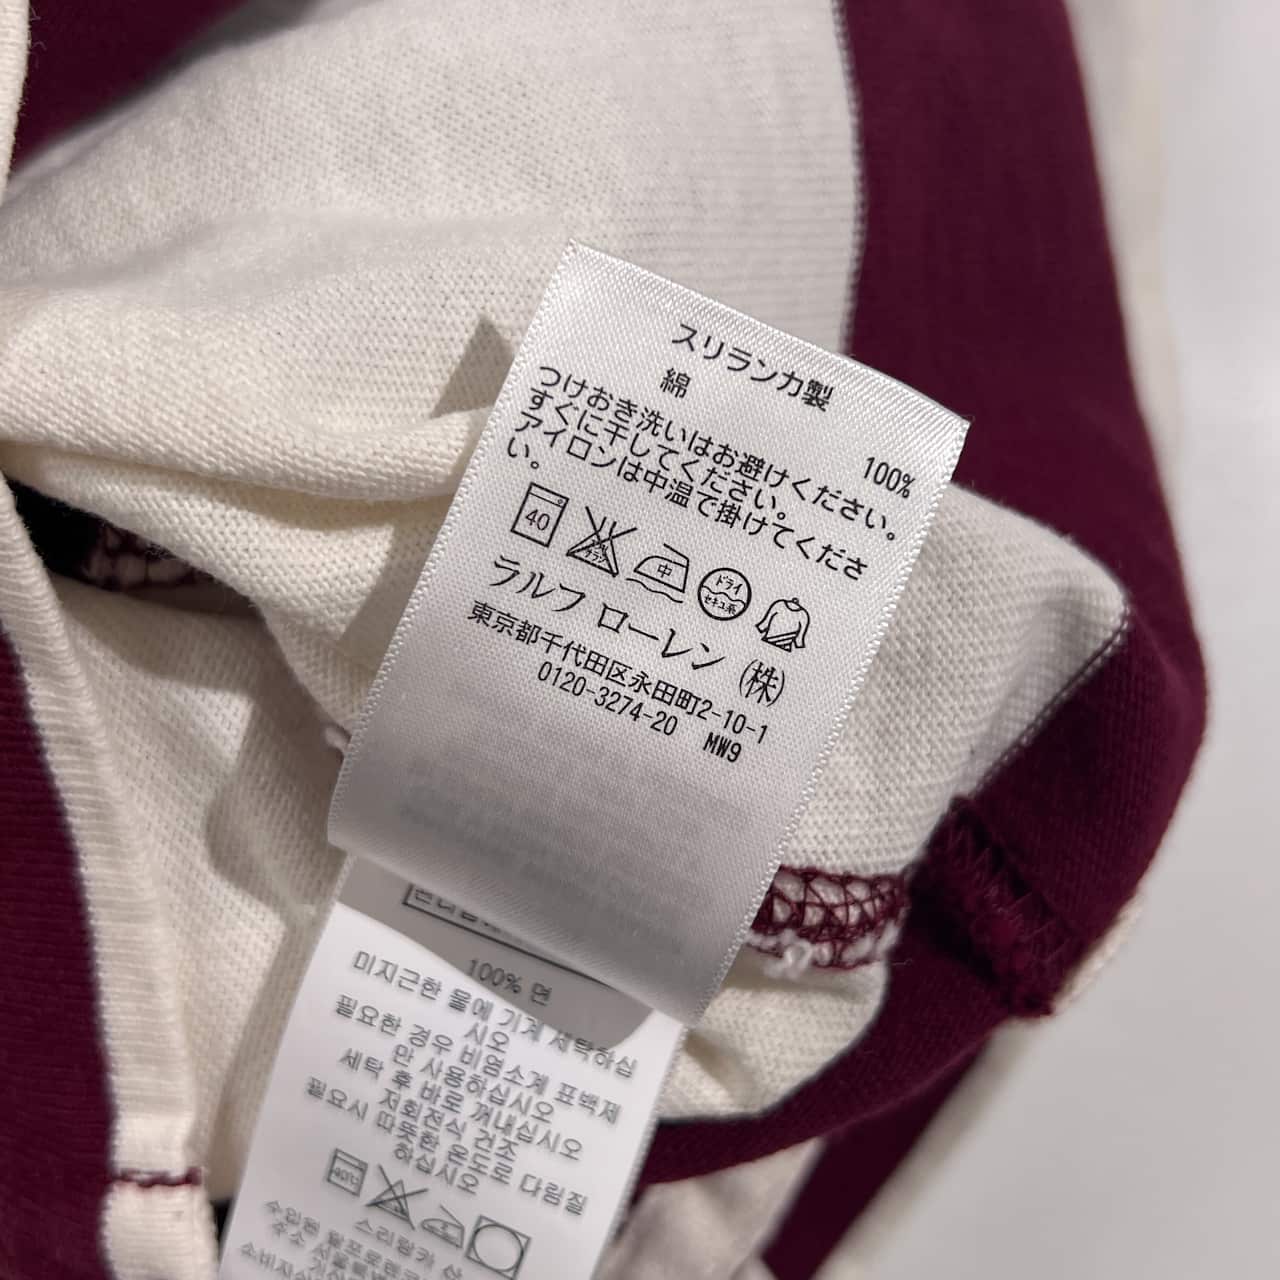 スリランカ製
綿 100%
つけおき洗いはお避けください。
すぐに干してください。
アイロンは中温で掛けてくださ
い。
40 中 ドライ セキユ系
ラルフ ローレン (株)
東京都千代田区永田町2-10-1
0120-3274-20 MW9
100% 면
미지근한 물에 기계 세탁하십
시오
필요한 경우 비염소계 표백제
만 사용하십시오
세탁 후 바로 꺼내십시오
저회전식 건조
필요시 따뜻한 온도로 다림질
하십시오
40℃
스리랑카 산